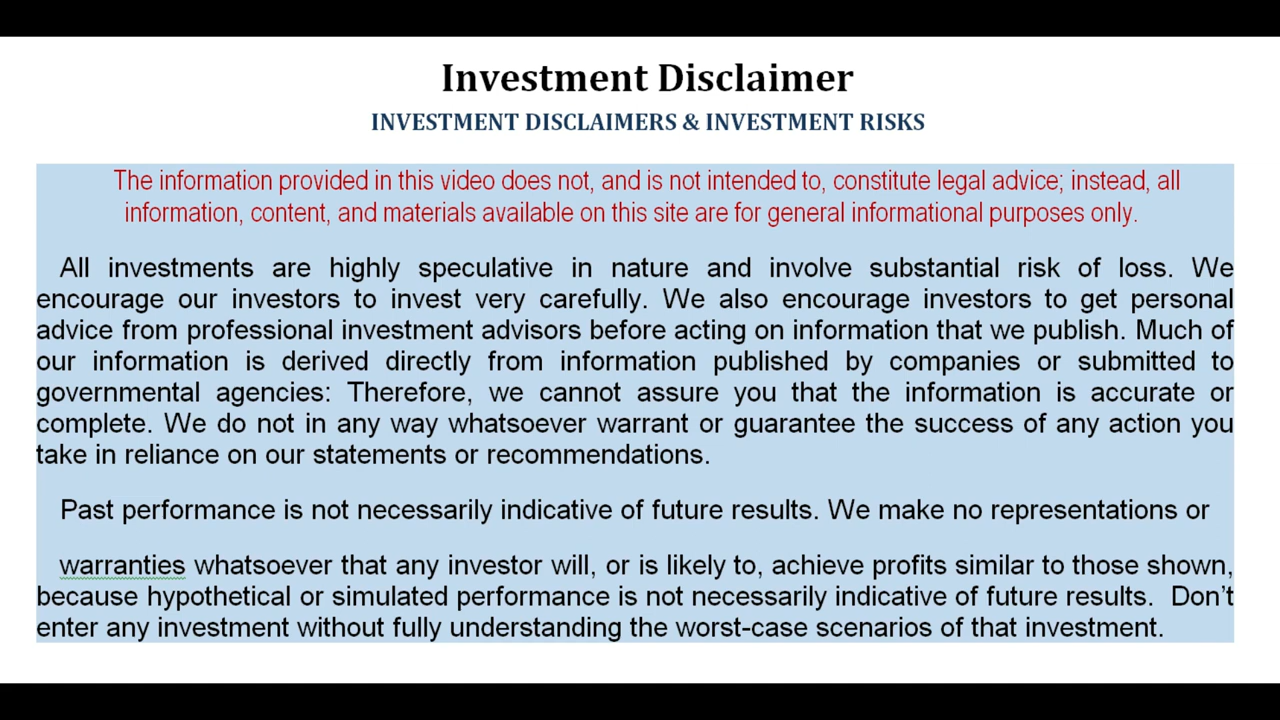 Investment Disclaimer
INVESTMENT DISCLAIMERS & INVESTMENT RISKS
The information provided in this video does not, and is not intended to, constitute legal advice; instead, all
information, content, and materials available on this site are for general informational purposes only.
All investments are highly speculative in nature and involve substantial risk of loss. We
encourage our investors to invest very carefully. We also encourage investors to get personal
advice from professional investment advisors before acting on information that we publish. Much of
our information is derived directly from information published by companies or submitted to
governmental agencies: Therefore, we cannot assure you that the information is accurate or
complete. We do not in any way whatsoever warrant or guarantee the success of any action you
take in reliance on our statements or recommendations.
Past performance is not necessarily indicative of future results. We make no representations or
warranties whatsoever that any investor will, or is likely to, achieve profits similar to those shown,
because hypothetical or simulated performance is not necessarily indicative of future results.  Don’t
enter any investment without fully understanding the worst-case scenarios of that investment.